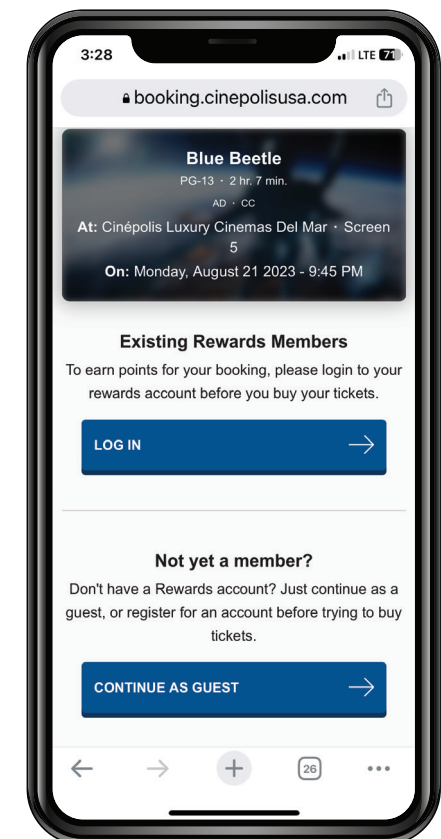 3:28 LTE 71
booking.cinepolisusa.com
Blue Beetle
PG-13 · 2 hr. 7 min.
AD · CC
At: Cinépolis Luxury Cinemas Del Mar · Screen
5
On: Monday, August 21 2023 - 9:45 PM
Existing Rewards Members
To earn points for your booking, please login to your
rewards account before you buy your tickets.
LOG IN
Not yet a member?
Don't have a Rewards account? Just continue as a
guest, or register for an account before trying to buy
tickets.
CONTINUE AS GUEST
26